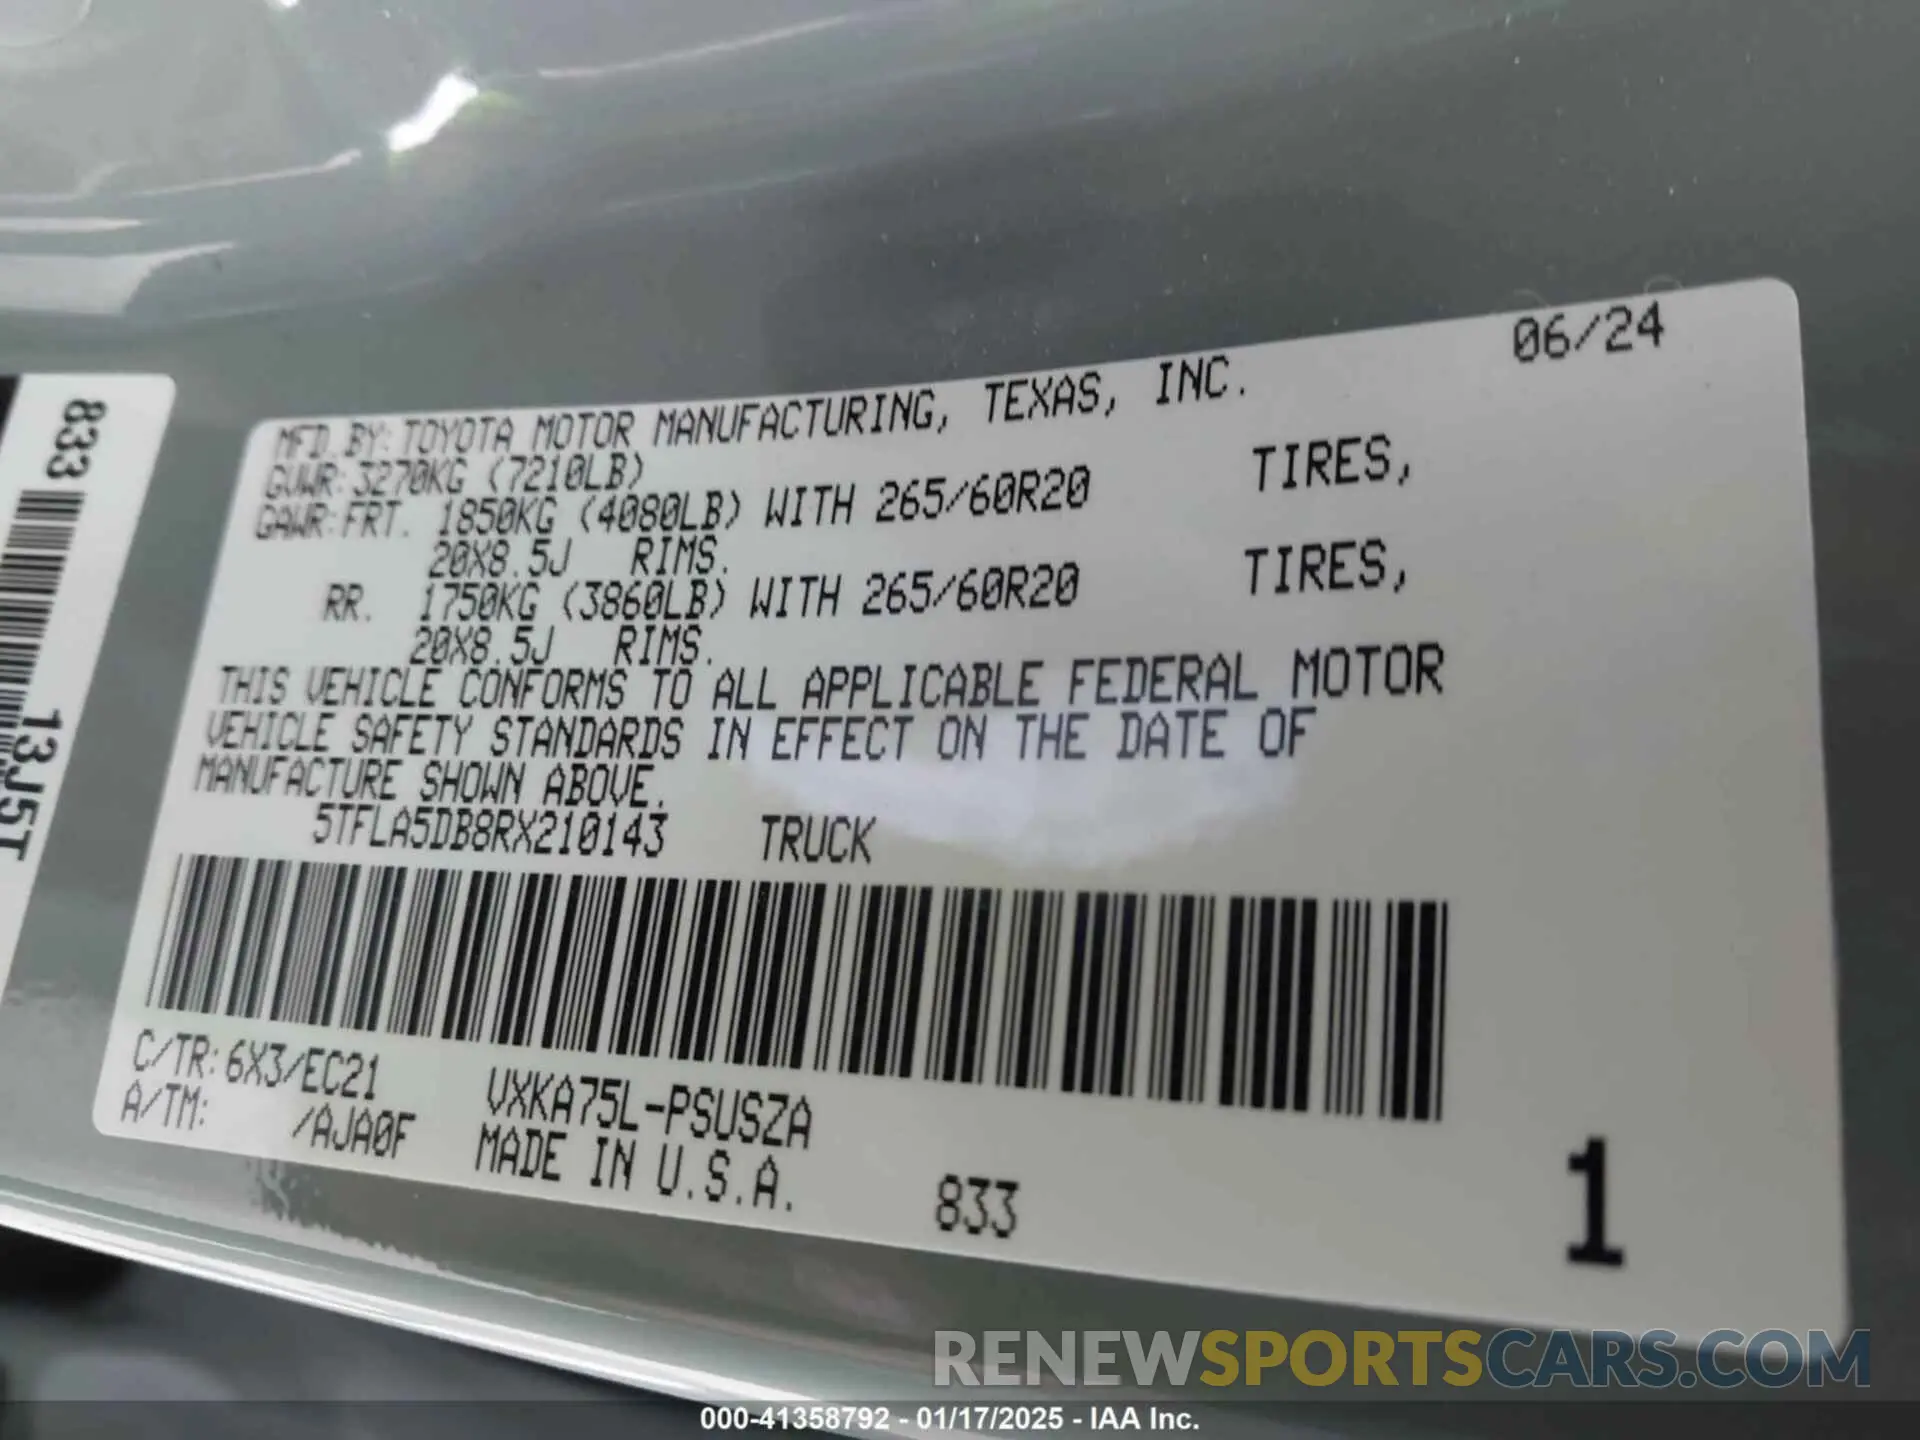 06/24
MFD.BY:TOYOTA MOTOR MANUFACTURING, TEXAS, INC.
GVWR:3270KG (7210LB)
GAWR:FRT. 1850KG (4080LB) WITH 265/60R20 TIRES,
20X8.5J RIMS.
RR. 1750KG (3860LB) WITH 265/60R20 TIRES,
20X8.5J RIMS.
THIS VEHICLE CONFORMS TO ALL APPLICABLE FEDERAL MOTOR
VEHICLE SAFETY STANDARDS IN EFFECT ON THE DATE OF
MANUFACTURE SHOWN ABOVE.
5TFLA5DB8RX210143 TRUCK
C/TR:6X3/EC21 VXKA75L-PSUSZA
A/TM: /AJA0F MADE IN U.S.A.
833
1
833
13J5T
RENEWSPORTSCARS.COM
000-41358792 - 01/17/2025 - IAA Inc.